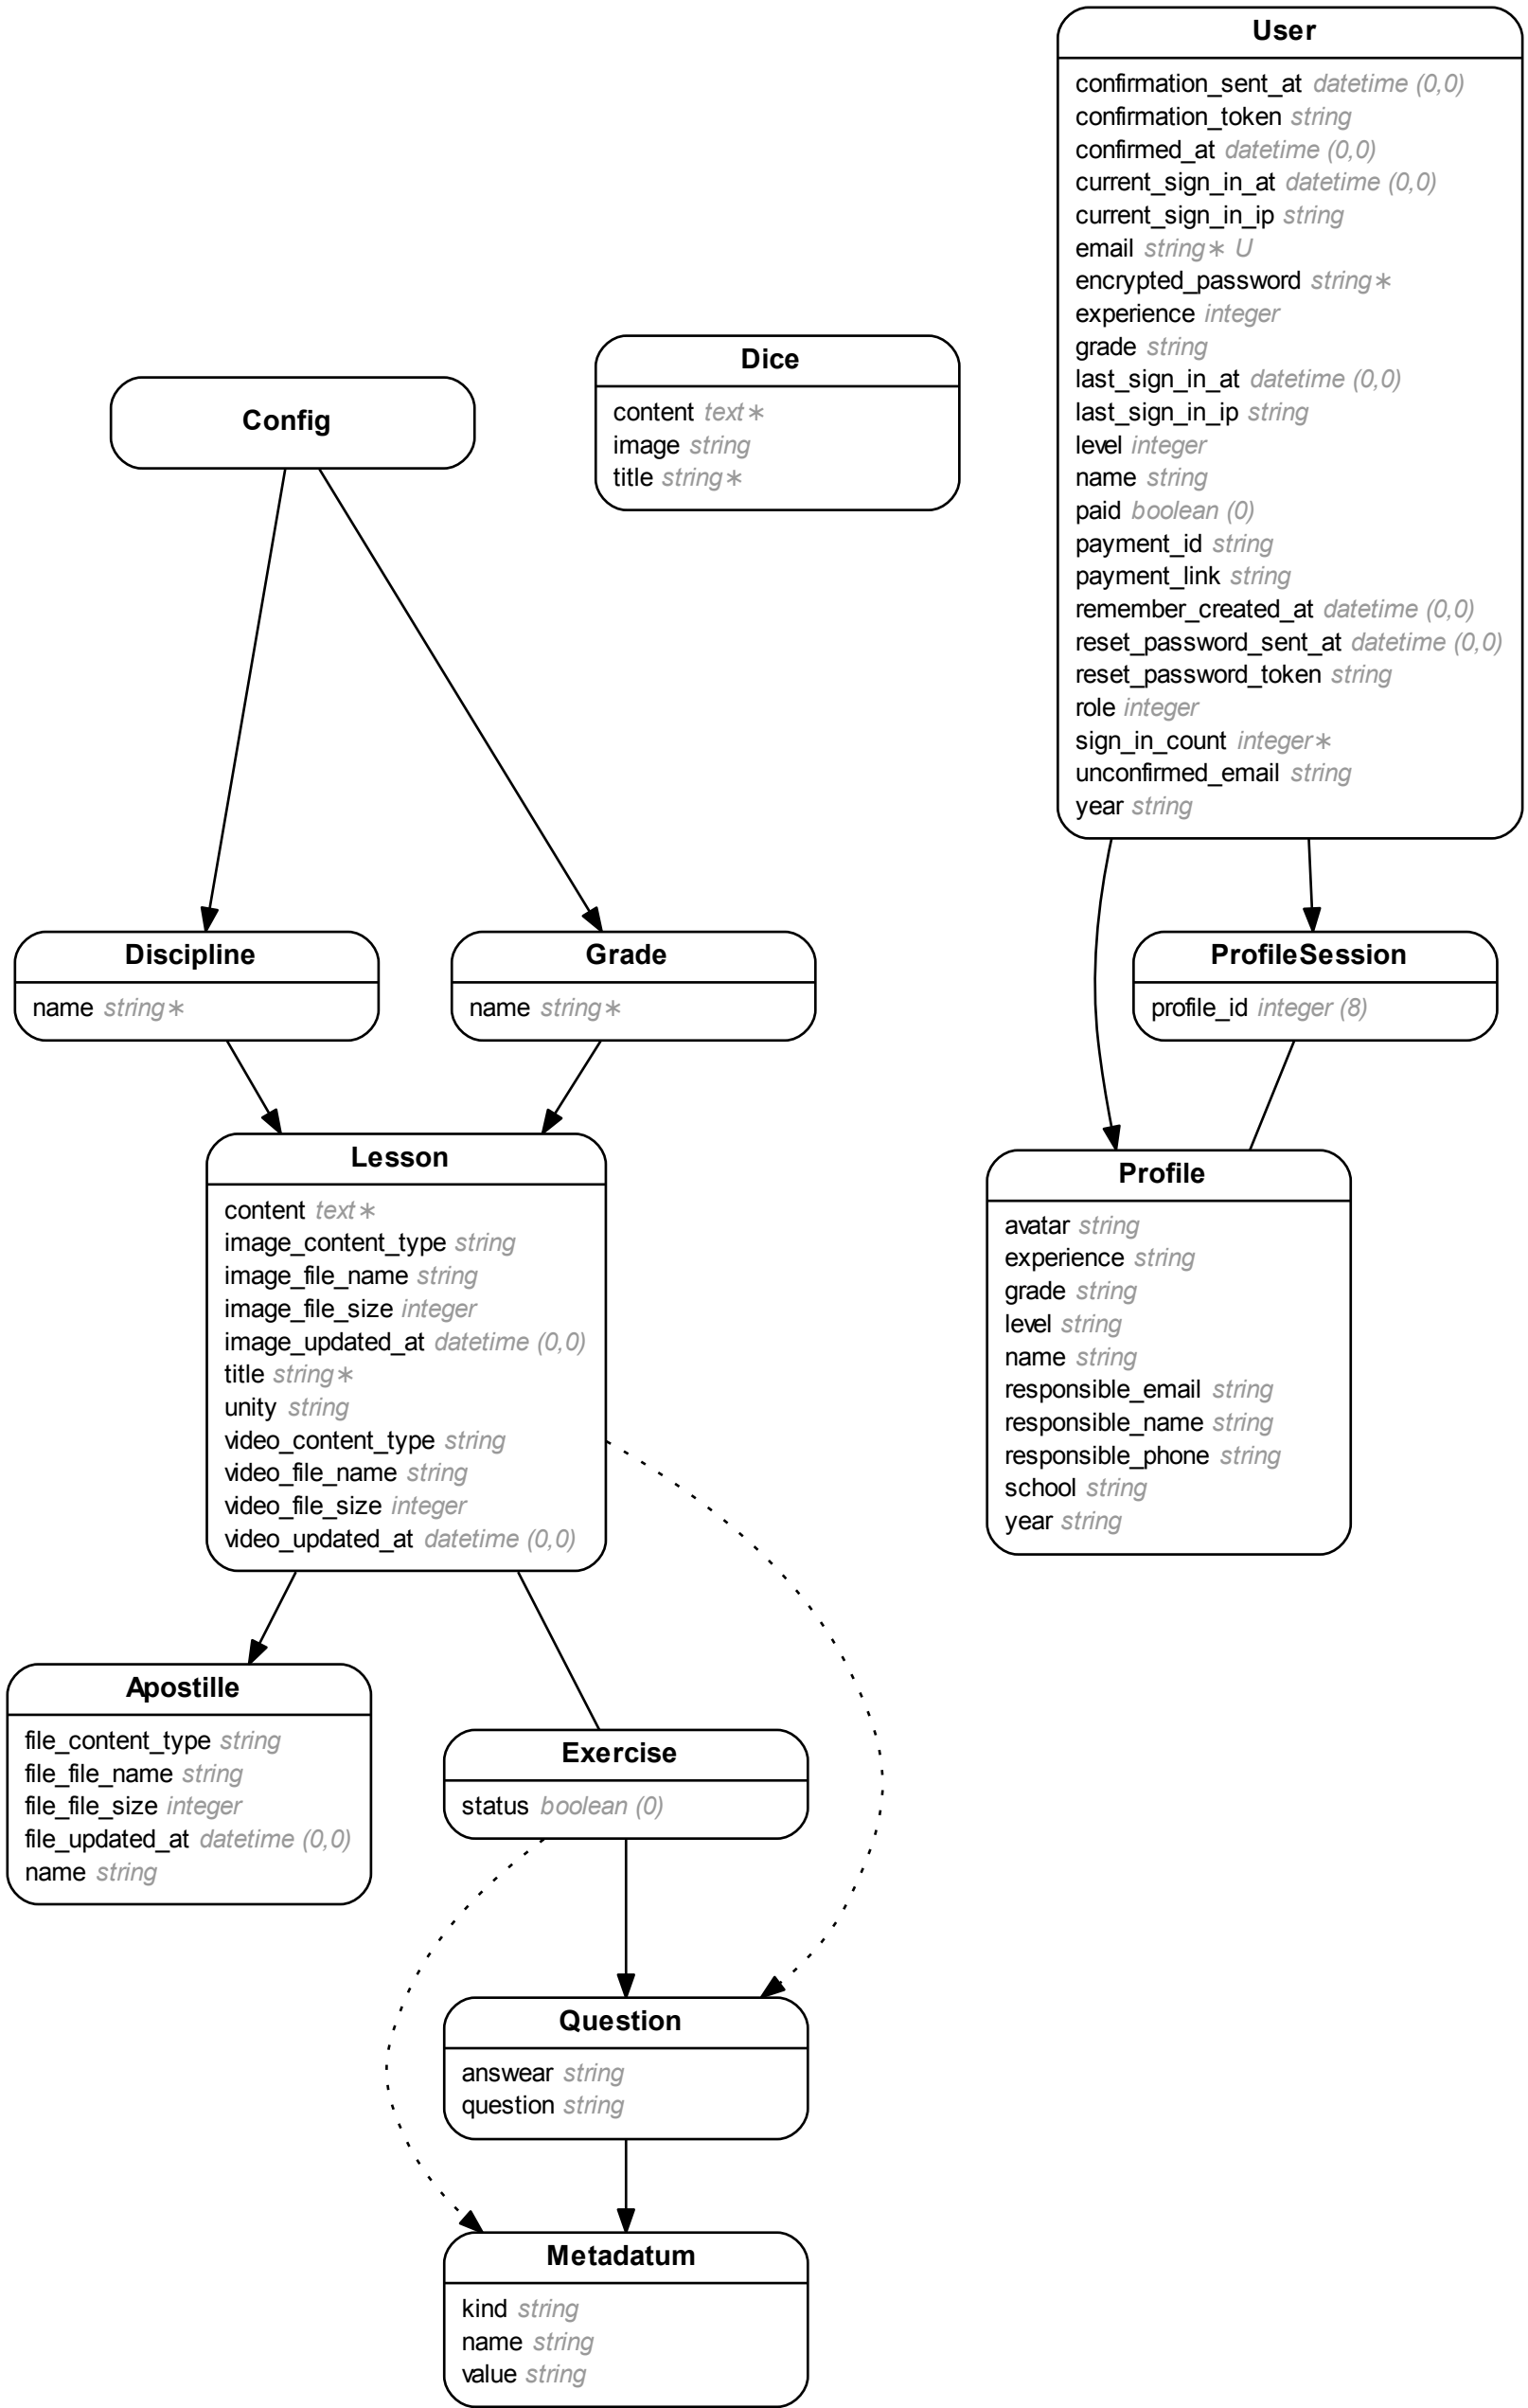 User
confirmation_sent_at datetime (0,0)
confirmation_token string
confirmed_at datetime (0,0)
current_sign_in_at datetime (0,0)
current_sign_in_ip string
email string∗ U
encrypted_password string∗
experience integer
grade string
last_sign_in_at datetime (0,0)
last_sign_in_ip string
level integer
name string
paid boolean (0)
payment_id string
payment_link string
remember_created_at datetime (0,0)
reset_password_sent_at datetime (0,0)
reset_password_token string
role integer
sign_in_count integer∗
unconfirmed_email string
year string
Dice
content text∗
image string
title string∗
Config
Discipline
name string∗
Grade
name string∗
ProfileSession
profile_id integer (8)
Lesson
content text∗
image_content_type string
image_file_name string
image_file_size integer
image_updated_at datetime (0,0)
title string∗
unity string
video_content_type string
video_file_name string
video_file_size integer
video_updated_at datetime (0,0)
Profile
avatar string
experience string
grade string
level string
name string
responsible_email string
responsible_name string
responsible_phone string
school string
year string
Apostille
file_content_type string
file_file_name string
file_file_size integer
file_updated_at datetime (0,0)
name string
Exercise
status boolean (0)
Question
answear string
question string
Metadatum
kind string
name string
value string